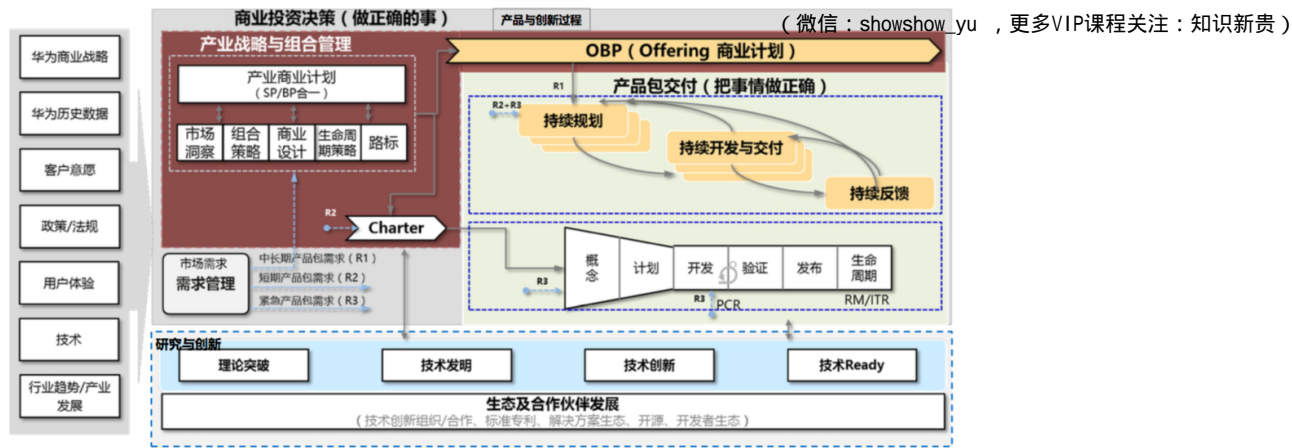 商业投资决策（做正确的事）
产品与创新过程
（微信：showshow_yu ，更多VIP课程关注：知识新贵）
华为商业战略
华为历史数据
客户意愿
政策/法规
用户体验
技术
行业趋势/产业
发展
产业战略与组合管理
产业商业计划
（SP/BP合一）
市场
洞察
组合
策略
商业
设计
生命周
期策略
路标
R2
Charter
市场需求
需求管理
中长期产品包需求（R1）
短期产品包需求（R2）
紧急产品包需求（R3）
OBP（Offering 商业计划）
R1
产品包交付（把事情做正确）
R2+R3
持续规划
持续开发与交付
持续反馈
概
念
计划
开发
验证
发布
生命
周期
R3
R3
PCR
RM/ITR
研究与创新
理论突破
技术发明
技术创新
技术Ready
生态及合作伙伴发展
（技术创新组织/合作、标准专利、解决方案生态、开源、开发者生态）